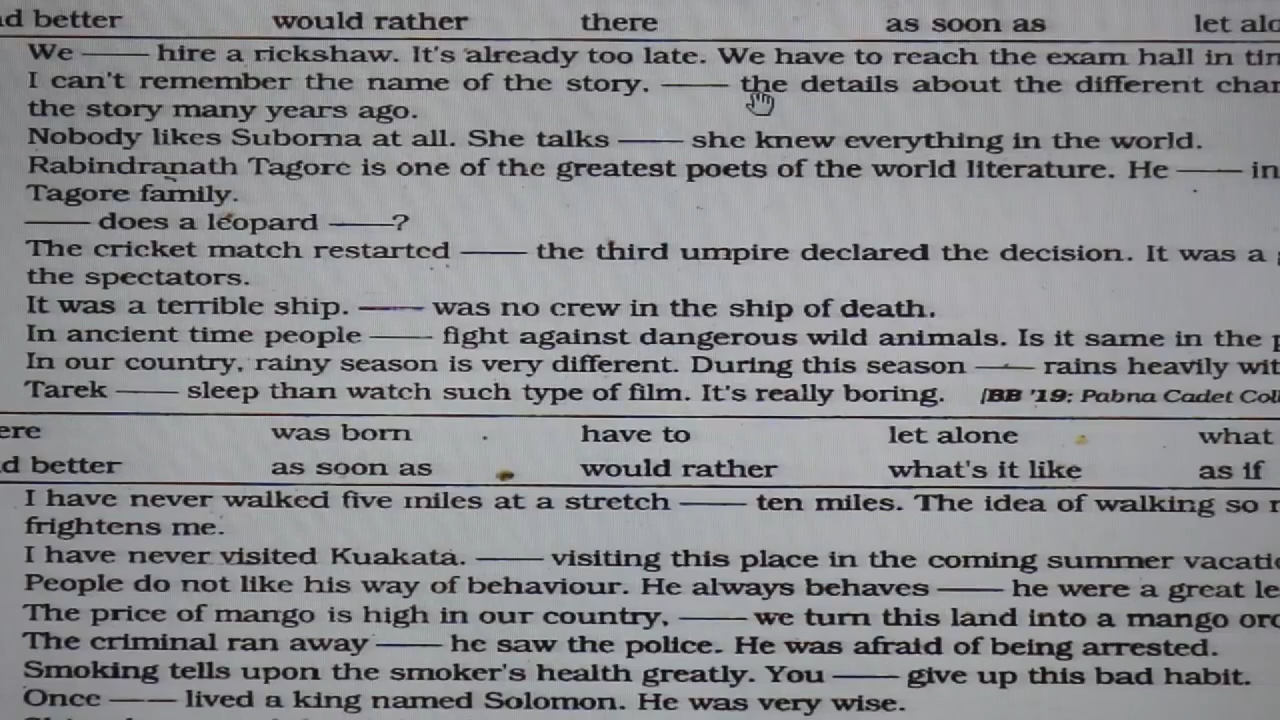 d better would rather there as soon as let alo
We —— hire a rickshaw. It's already too late. We have to reach the exam hall in tim
I can't remember the name of the story. —— the details about the different char
the story many years ago.
Nobody likes Suborna at all. She talks —— she knew everything in the world.
Rabindranath Tagore is one of the greatest poets of the world literature. He —— in
Tagore family.
—— does a leopard ——?
The cricket match restarted —— the third umpire declared the decision. It was a
the spectators.
It was a terrible ship. —— was no crew in the ship of death.
In ancient time people —— fight against dangerous wild animals. Is it same in the p
In our country, rainy season is very different. During this season —— rains heavily wit
Tarek —— sleep than watch such type of film. It's really boring. [BB '19; Pabna Cadet Coll
ere was born have to let alone what
d better as soon as would rather what's it like as if
I have never walked five miles at a stretch —— ten miles. The idea of walking so
frightens me.
I have never visited Kuakata. —— visiting this place in the coming summer vacati
People do not like his way of behaviour. He always behaves —— he were a great le
The price of mango is high in our country. —— we turn this land into a mango orc
The criminal ran away —— he saw the police. He was afraid of being arrested.
Smoking tells upon the smoker's health greatly. You —— give up this bad habit.
Once —— lived a king named Solomon. He was very wise.